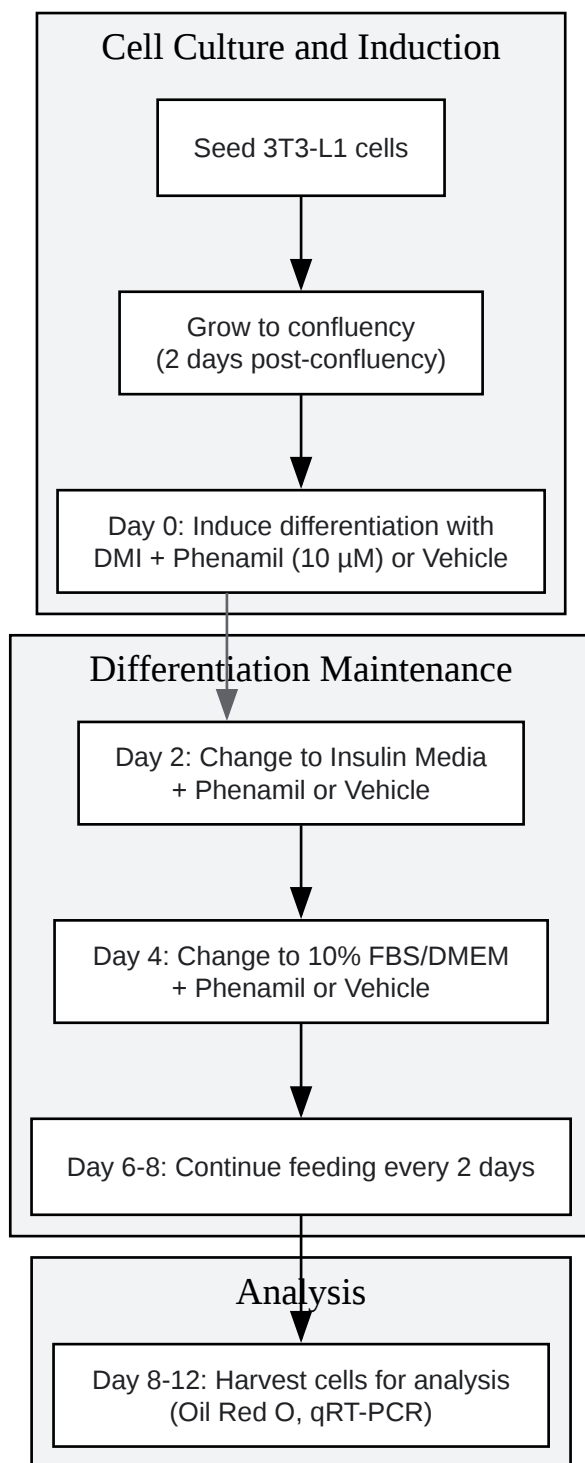 Cell Culture and Induction
Seed 3T3-L1 cells
Grow to confluency
(2 days post-confluency)
Day 0: Induce differentiation with
DMI + Phenamil (10 µM) or Vehicle
Differentiation Maintenance
Day 2: Change to Insulin Media
+ Phenamil or Vehicle
Day 4: Change to 10% FBS/DMEM
+ Phenamil or Vehicle
Day 6-8: Continue feeding every 2 days
Analysis
Day 8-12: Harvest cells for analysis
(Oil Red O, qRT-PCR)